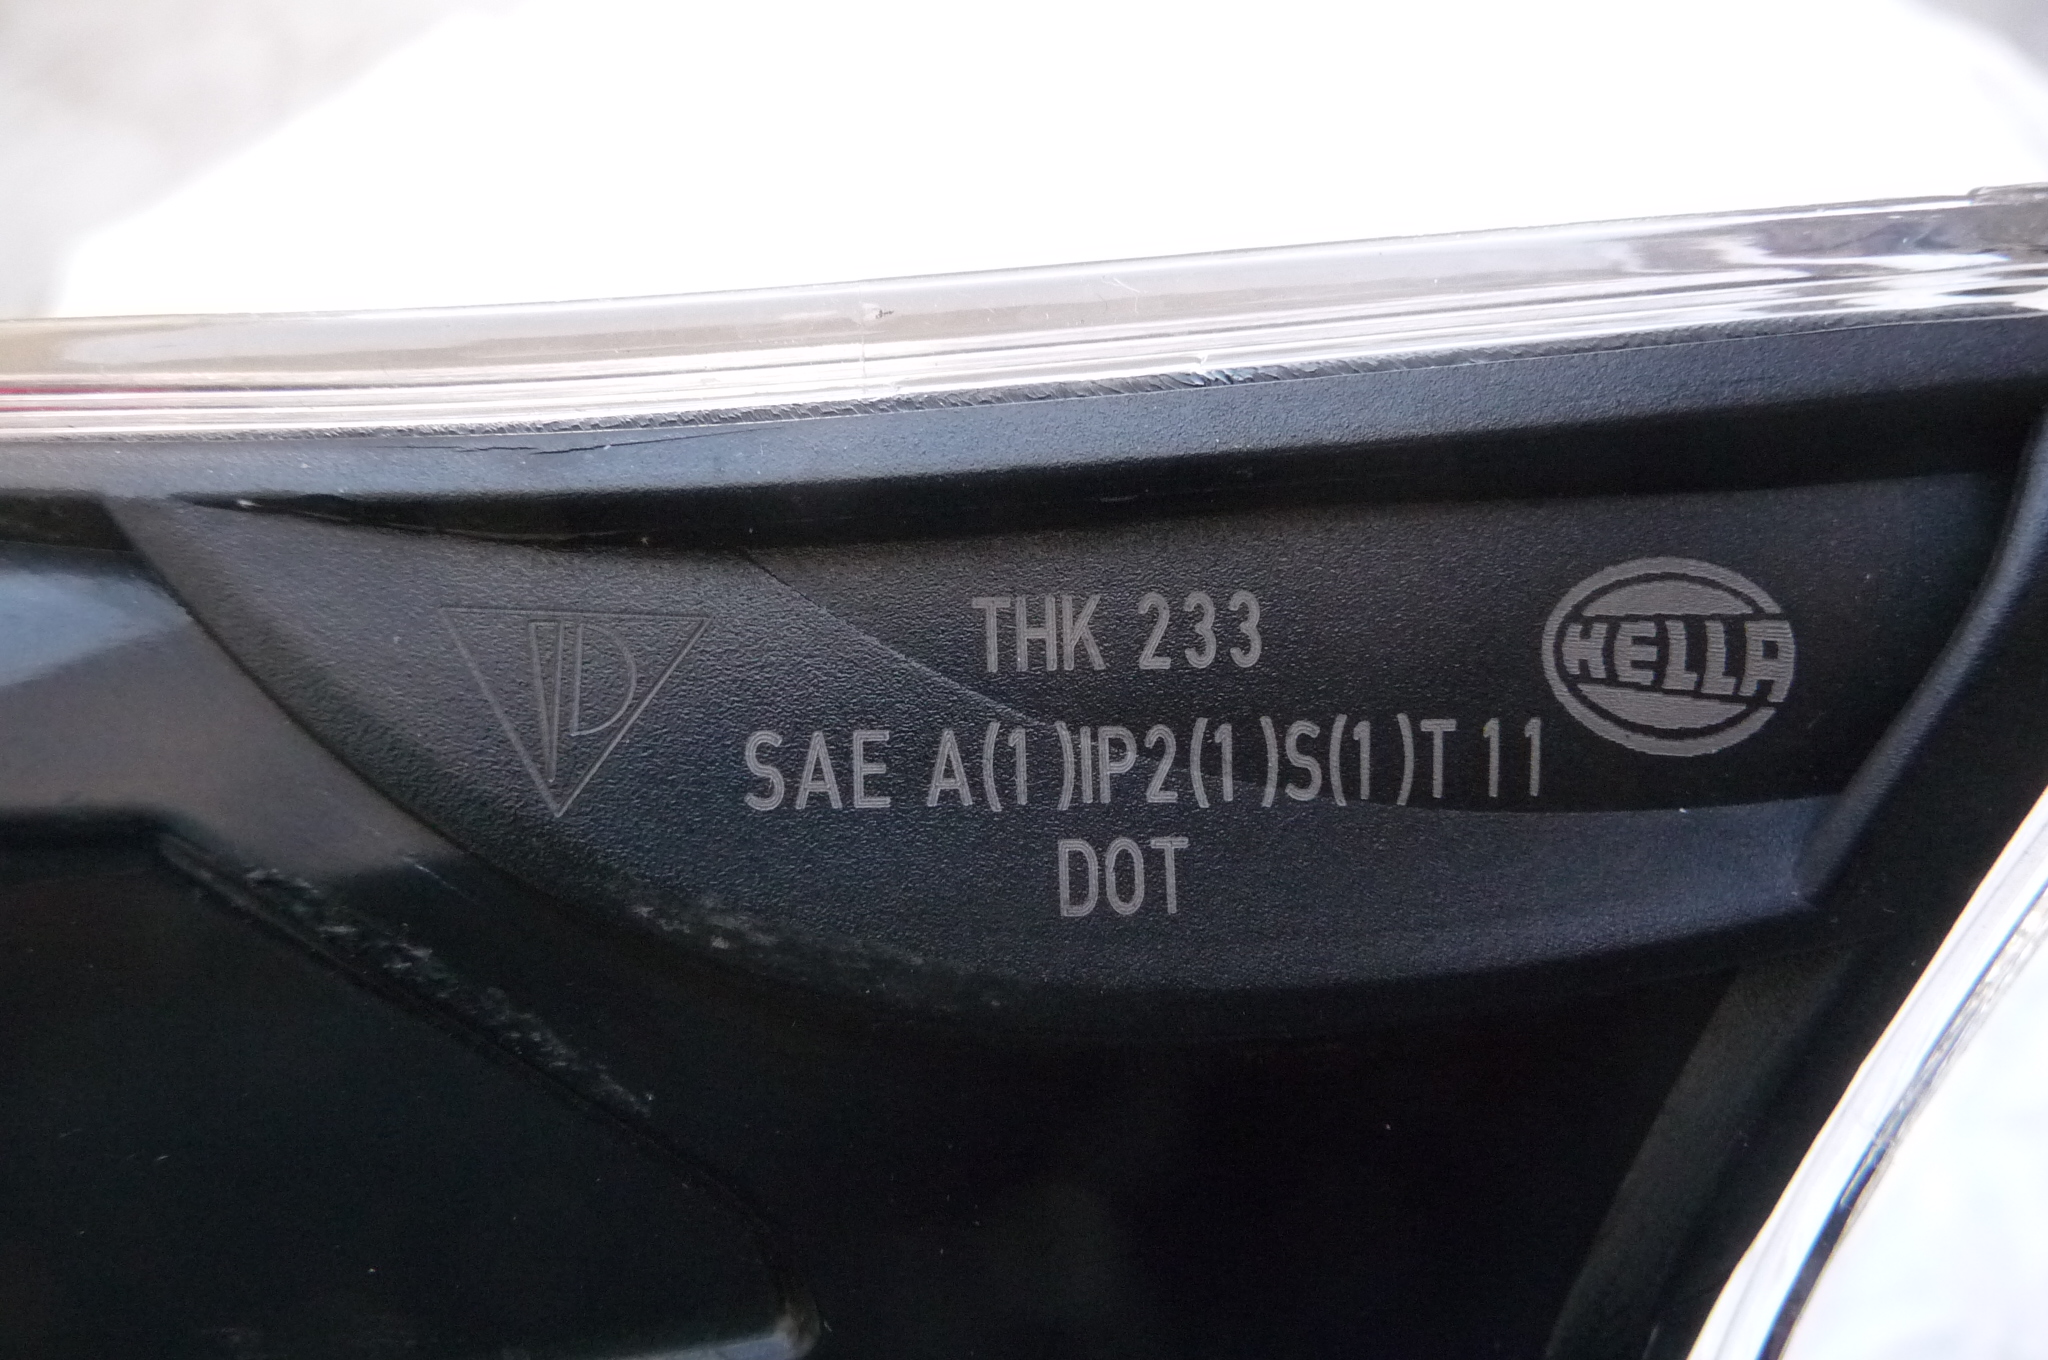 THK 233
HELLA
SAE A(1)IP2(1)S(1)T 11
DOT